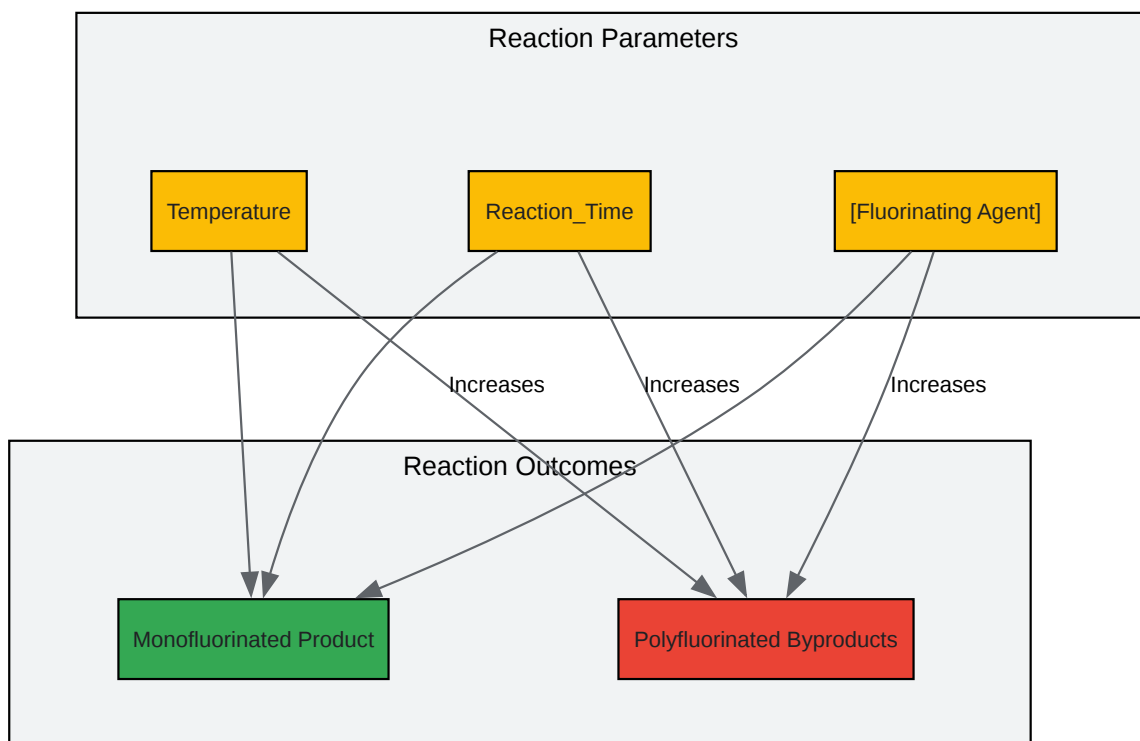 Reaction Parameters
Temperature
Reaction_Time
[Fluorinating Agent]
Increases
Increases
Increases
Reaction Outcomes
Monofluorinated Product
Polyfluorinated Byproducts